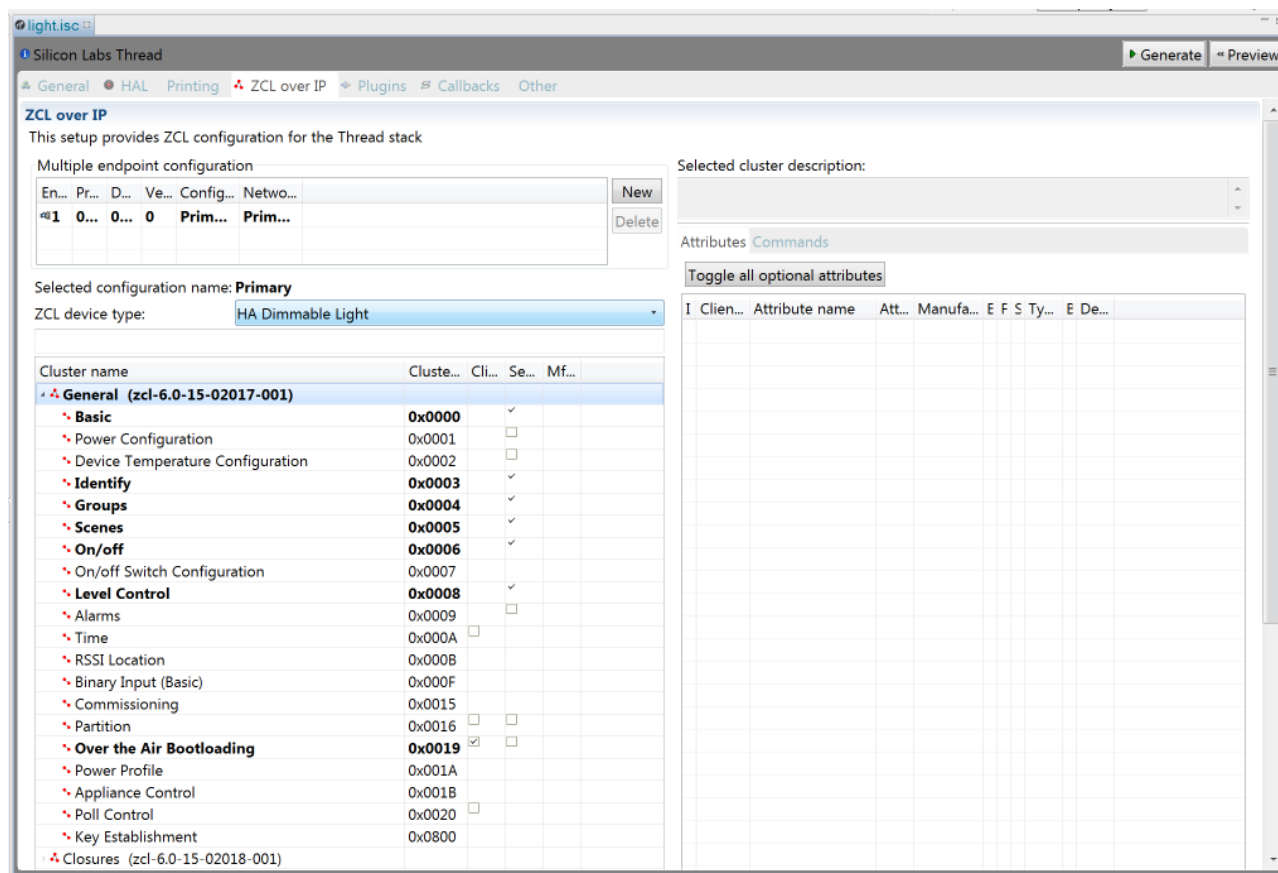 light.isc
Silicon Labs Thread
Generate
Preview
General HAL Printing ZCL over IP Plugins Callbacks Other
ZCL over IP
This setup provides ZCL configuration for the Thread stack
Multiple endpoint configuration
En... Pr... D... Ve... Config... Netwo...
1 0... 0... 0 Prim... Prim...
New
Delete
Selected configuration name: Primary
ZCL device type: HA Dimmable Light
Cluster name Cluste... Cli... Se... Mf...
General (zcl-6.0-15-02017-001)
Basic 0x0000
Power Configuration 0x0001
Device Temperature Configuration 0x0002
Identify 0x0003
Groups 0x0004
Scenes 0x0005
On/off 0x0006
On/off Switch Configuration 0x0007
Level Control 0x0008
Alarms 0x0009
Time 0x000A
RSSI Location 0x000B
Binary Input (Basic) 0x000F
Commissioning 0x0015
Partition 0x0016
Over the Air Bootloading 0x0019
Power Profile 0x001A
Appliance Control 0x001B
Poll Control 0x0020
Key Establishment 0x0800
Closures (zcl-6.0-15-02018-001)
Selected cluster description:
Attributes Commands
Toggle all optional attributes
I Clien... Attribute name Att... Manufa... E F S Ty... E De...